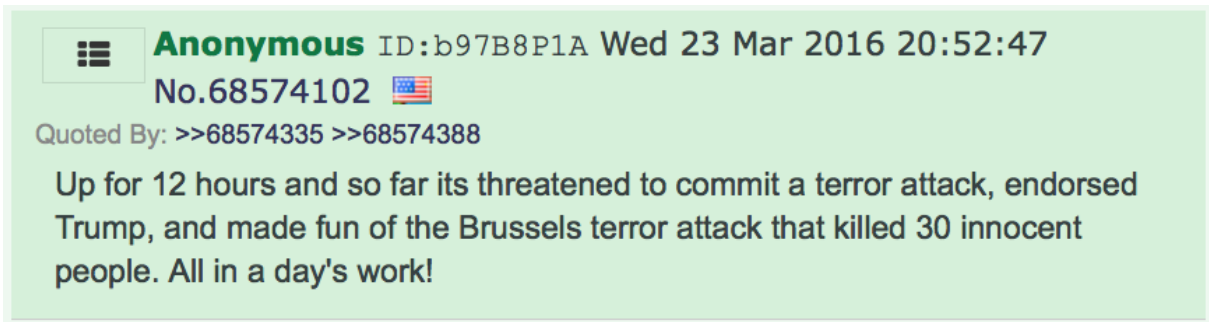 Anonymous ID:b97B8P1A Wed 23 Mar 2016 20:52:47
No.68574102
Quoted By: >>68574335 >>68574388
Up for 12 hours and so far its threatened to commit a terror attack, endorsed
Trump, and made fun of the Brussels terror attack that killed 30 innocent
people. All in a day's work!